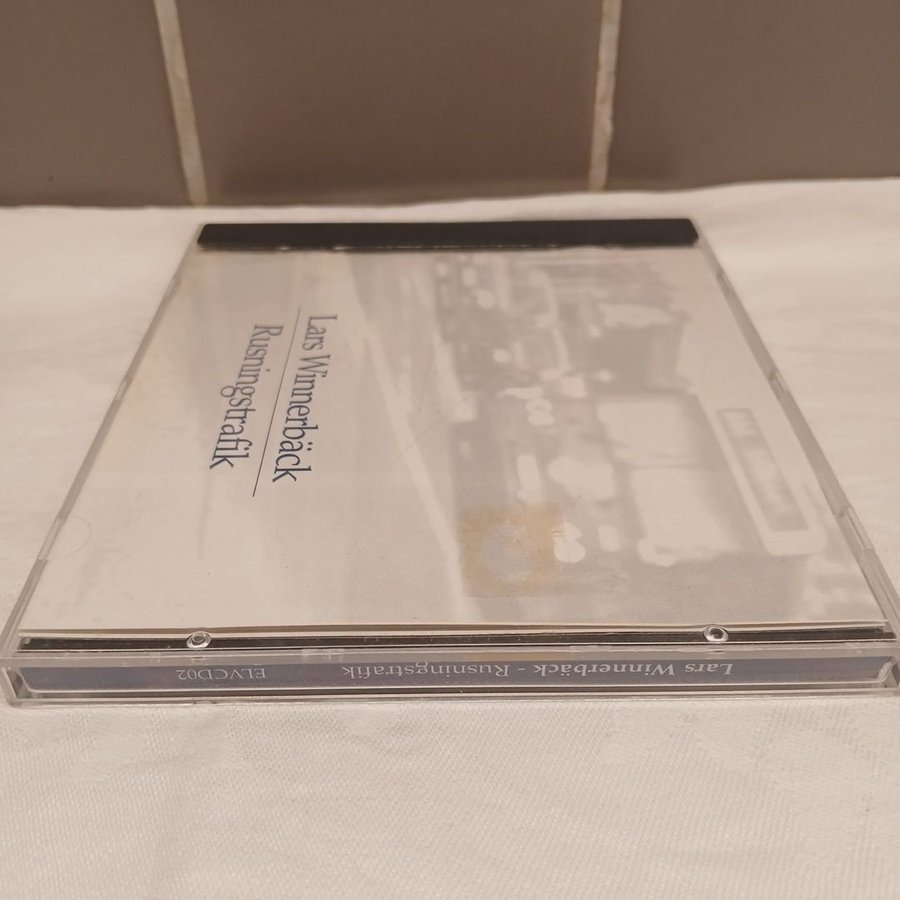 Lars Winnerbäck
Rusningstrafik
Lars Winnerbäck - Rusningstrafik ELVCD02